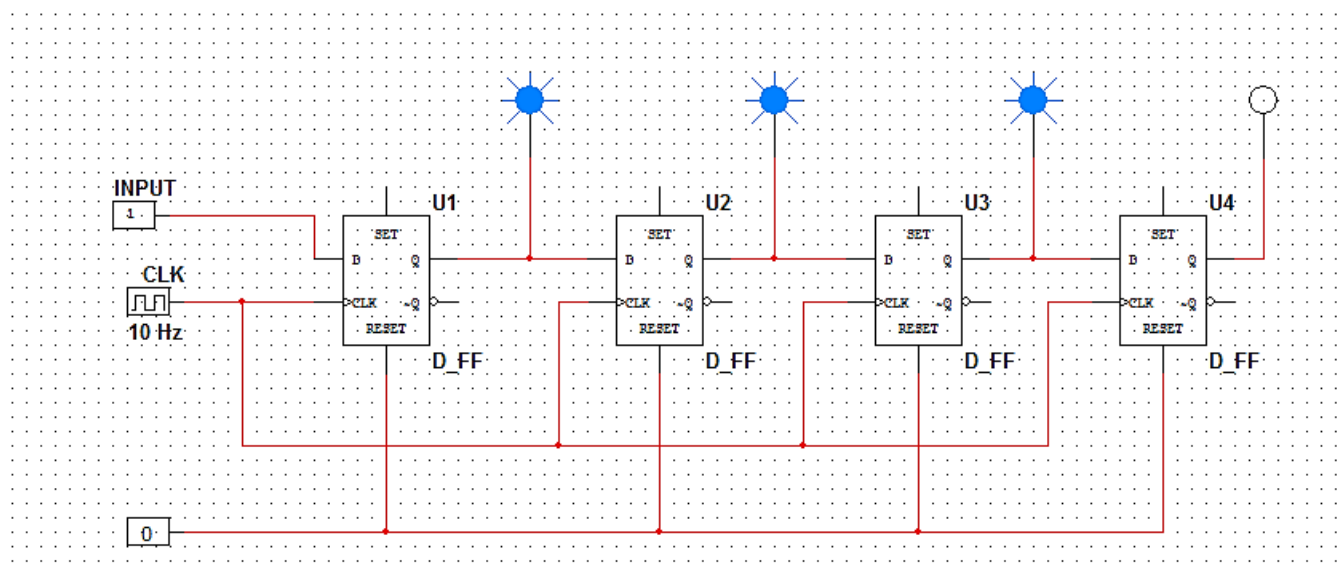 INPUT
1
CLK
10 Hz
0
U1
SET
D Q
CLK ~Q
RESET
D_FF
U2
SET
D Q
CLK ~Q
RESET
D_FF
U3
SET
D Q
CLK ~Q
RESET
D_FF
U4
SET
D Q
CLK ~Q
RESET
D_FF